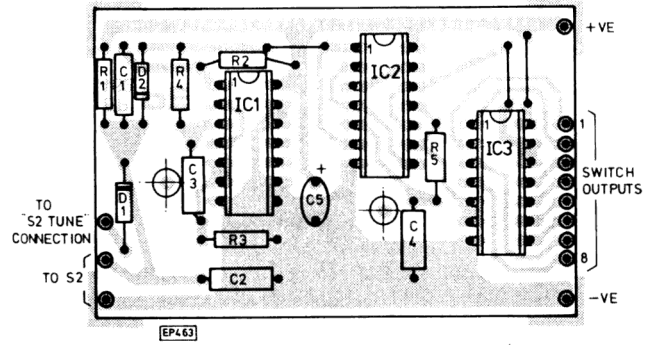 +VE
R1
C1
D2
R4
R2
1
IC1
1
IC2
1
IC3
R5
1
SWITCH
OUTPUTS
8
C3
+
C5
D1
C4
TO
"S2 TUNE"
CONNECTION
R3
TO S2
C2
-VE
EP463